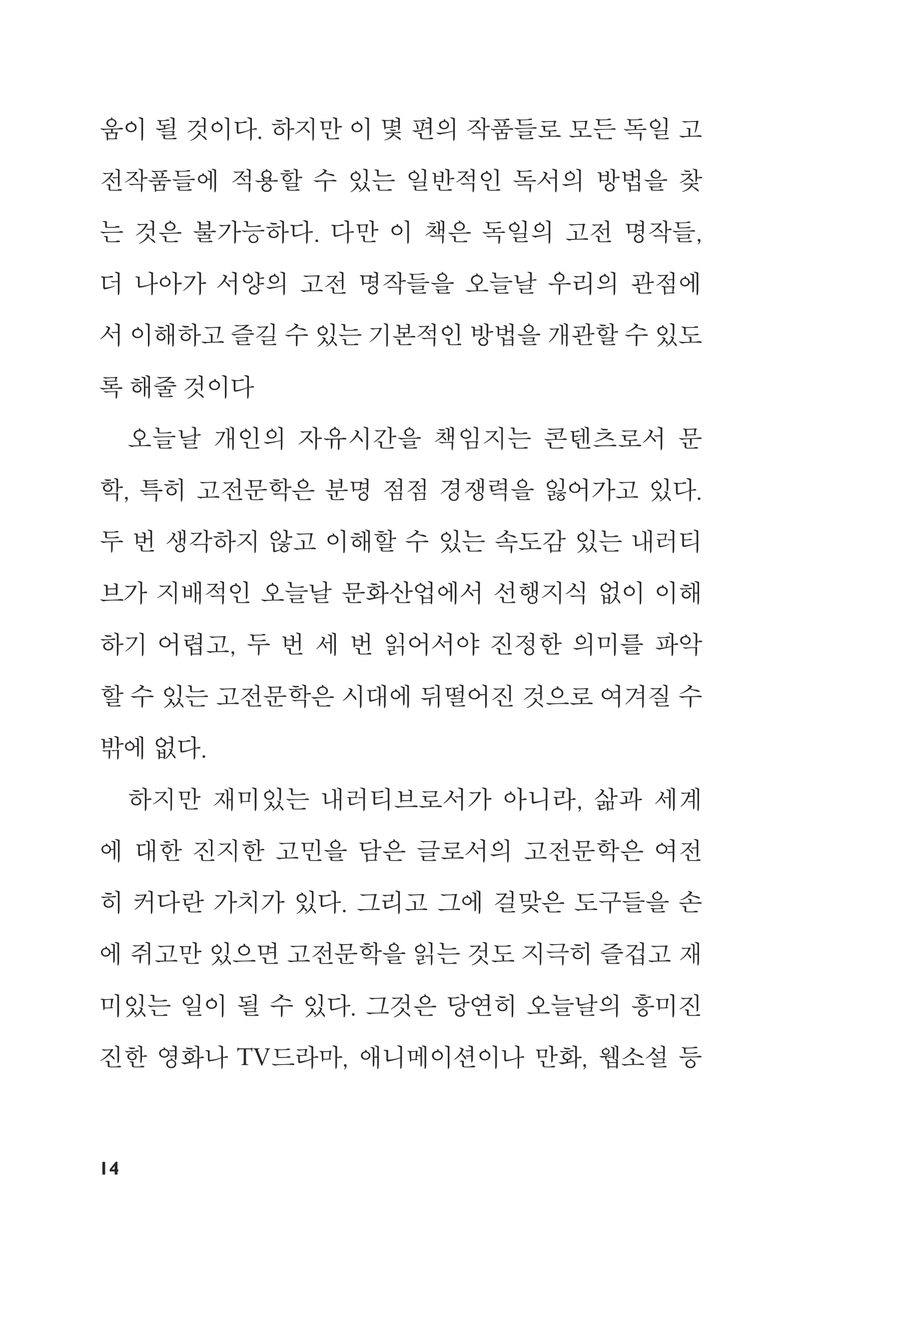 움이 될 것이다. 하지만 이 몇 편의 작품들로 모든 독일 고
전작품들에 적용할 수 있는 일반적인 독서의 방법을 찾
는 것은 불가능하다. 다만 이 책은 독일의 고전 명작들,
더 나아가 서양의 고전 명작들을 오늘날 우리의 관점에
서 이해하고 즐길 수 있는 기본적인 방법을 개관할 수 있도
록 해줄 것이다
오늘날 개인의 자유시간을 책임지는 콘텐츠로서 문
학, 특히 고전문학은 분명 점점 경쟁력을 잃어가고 있다.
두 번 생각하지 않고 이해할 수 있는 속도감 있는 내러티
브가 지배적인 오늘날 문화산업에서 선행지식 없이 이해
하기 어렵고, 두 번 세 번 읽어서야 진정한 의미를 파악
할 수 있는 고전문학은 시대에 뒤떨어진 것으로 여겨질 수
밖에 없다.
하지만 재미있는 내러티브로서가 아니라, 삶과 세계
에 대한 진지한 고민을 담은 글로서의 고전문학은 여전
히 커다란 가치가 있다. 그리고 그에 걸맞은 도구들을 손
에 쥐고만 있으면 고전문학을 읽는 것도 지극히 즐겁고 재
미있는 일이 될 수 있다. 그것은 당연히 오늘날의 흥미진
진한 영화나 TV드라마, 애니메이션이나 만화, 웹소설 등
14